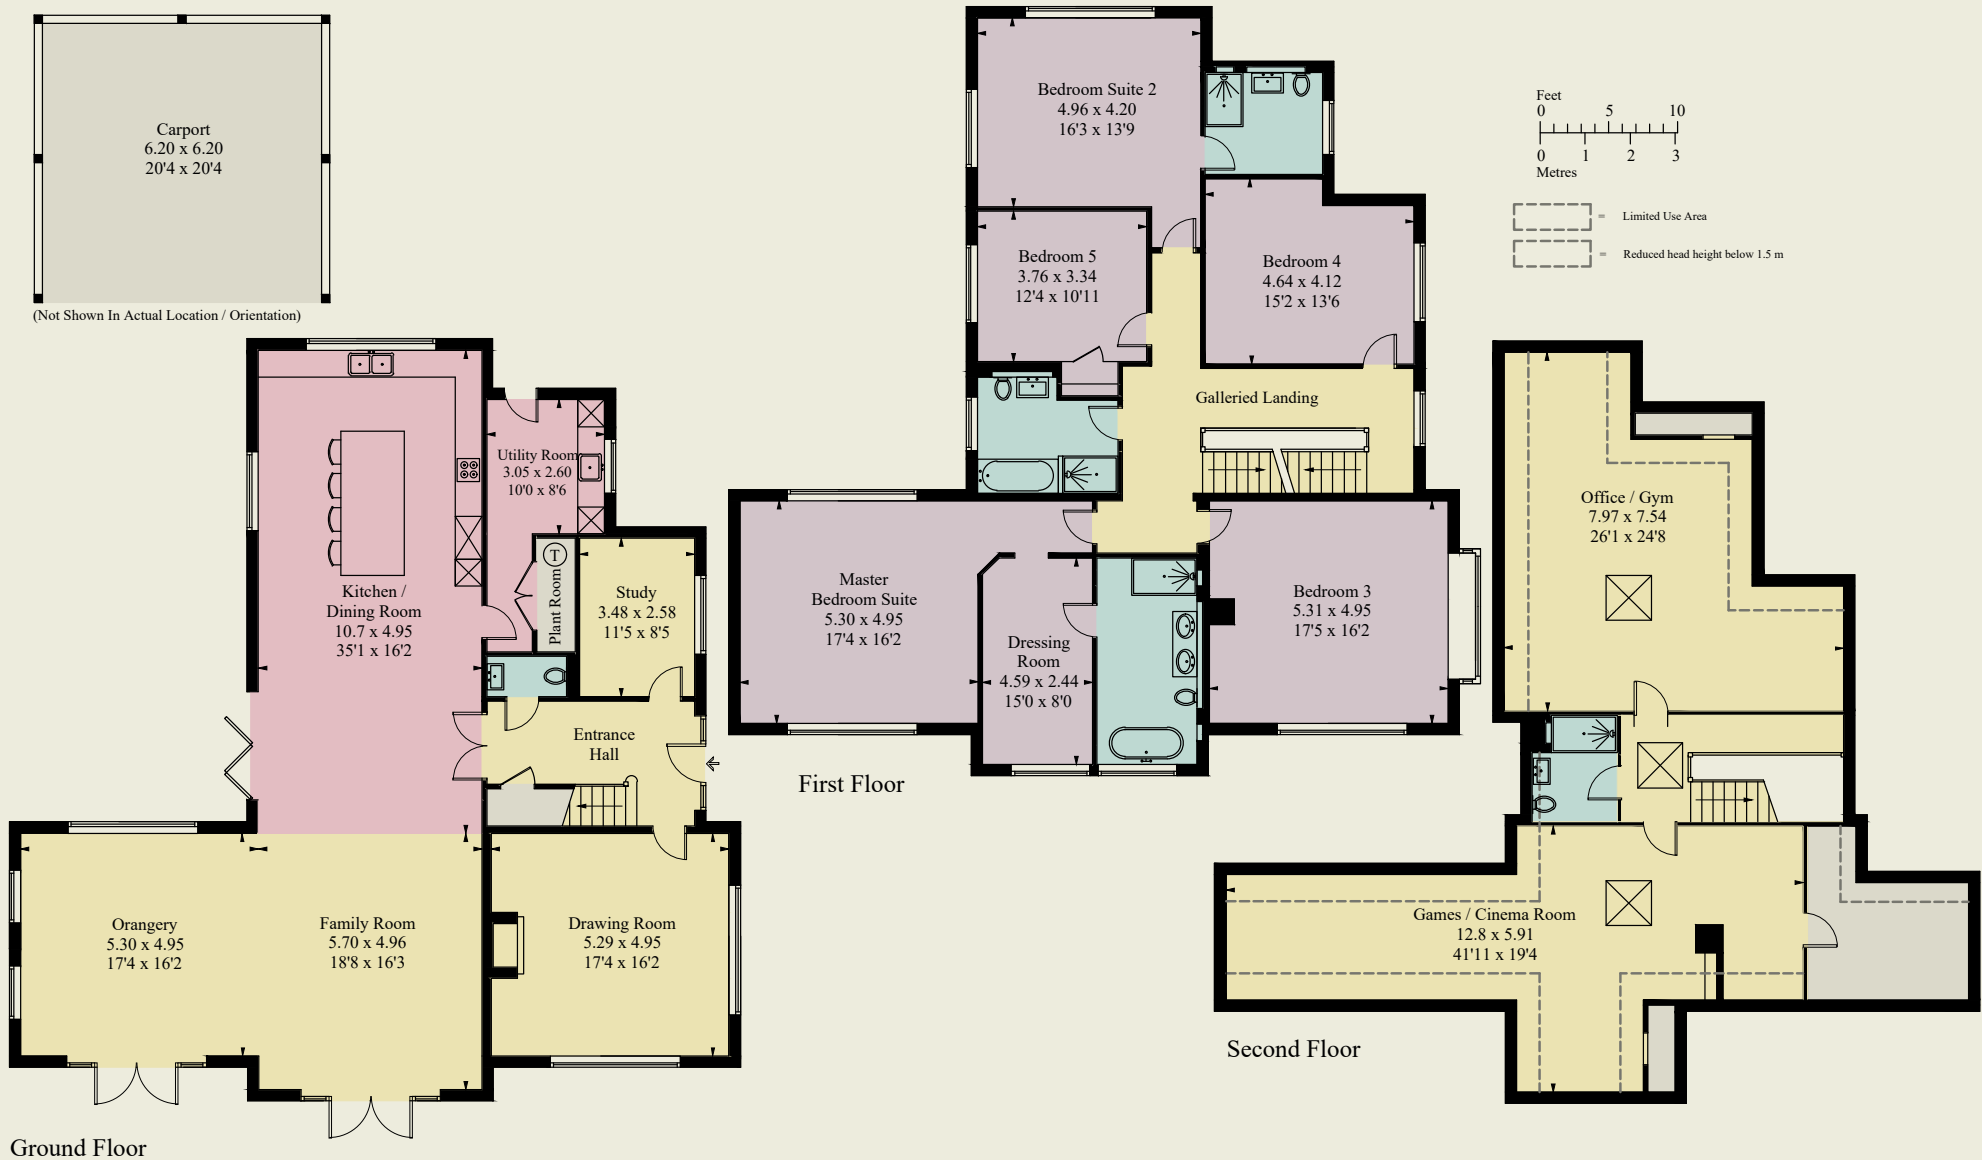 Carport
6.20 x 6.20
20'4 x 20'4
(Not Shown In Actual Location / Orientation)
Kitchen /
Dining Room
10.7 x 4.95
35'1 x 16'2
Utility Room
3.05 x 2.60
10'0 x 8'6
T
Plant Room
Study
3.48 x 2.58
11'5 x 8'5
Entrance
Hall
Orangery
5.30 x 4.95
17'4 x 16'2
Family Room
5.70 x 4.96
18'8 x 16'3
Drawing Room
5.29 x 4.95
17'4 x 16'2
Ground Floor
Bedroom Suite 2
4.96 x 4.20
16'3 x 13'9
Bedroom 5
3.76 x 3.34
12'4 x 10'11
Bedroom 4
4.64 x 4.12
15'2 x 13'6
Galleried Landing
Master
Bedroom Suite
5.30 x 4.95
17'4 x 16'2
Dressing
Room
4.59 x 2.44
15'0 x 8'0
Bedroom 3
5.31 x 4.95
17'5 x 16'2
First Floor
Feet
0 5 10
0 1 2 3
Metres
= Limited Use Area
= Reduced head height below 1.5 m
Office / Gym
7.97 x 7.54
26'1 x 24'8
Games / Cinema Room
12.8 x 5.91
41'11 x 19'4
Second Floor